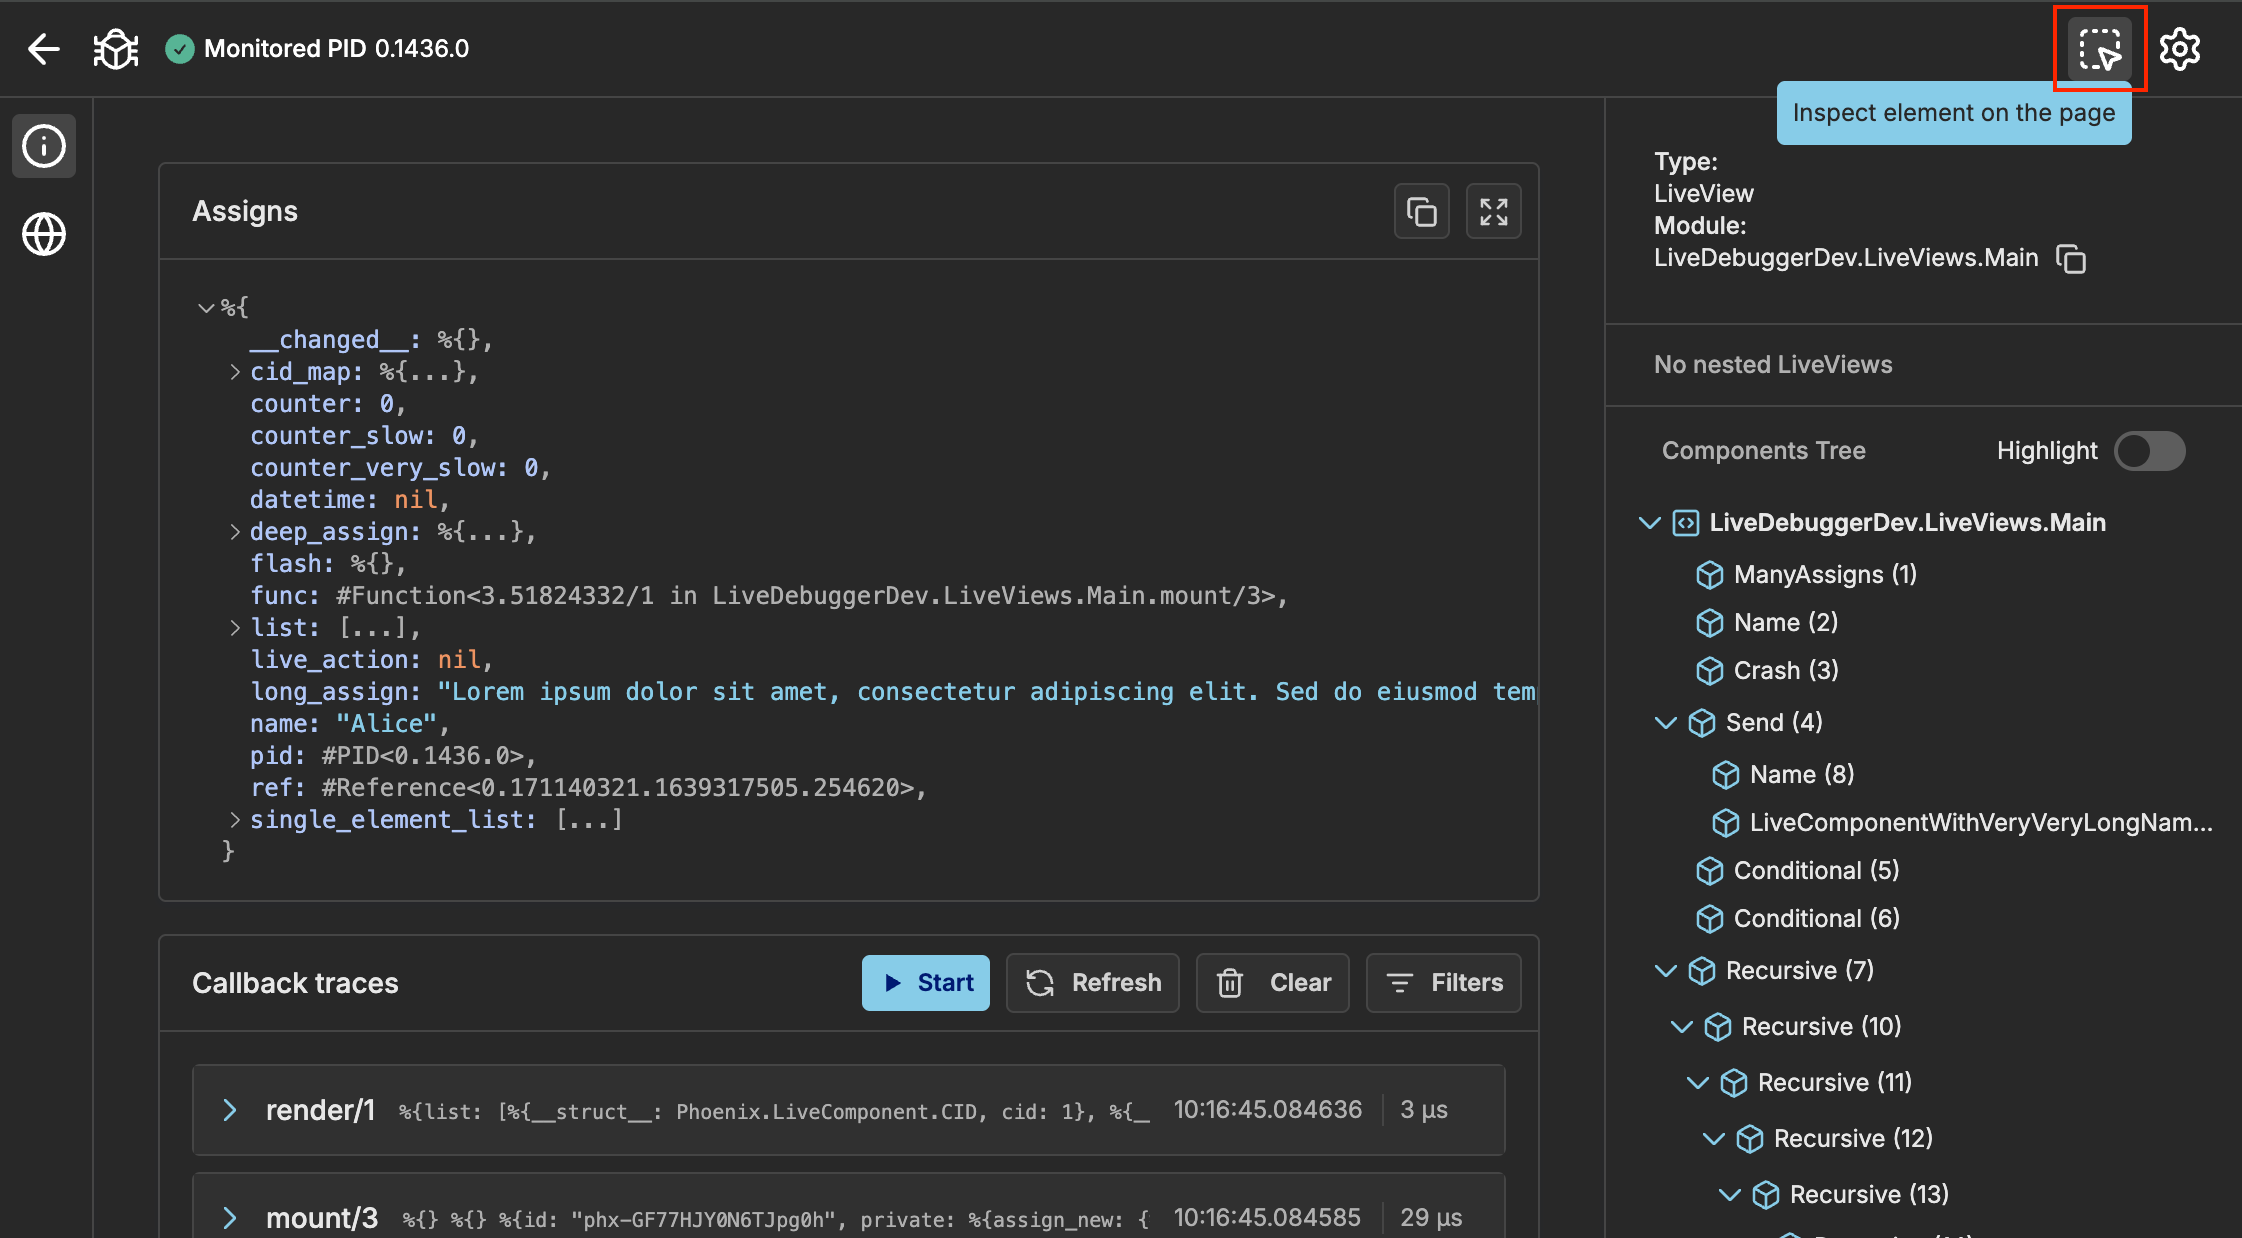 Monitored PID 0.1436.0
Inspect element on the page
Assigns
%{
__changed__: %{},
cid_map: %{...},
counter: 0,
counter_slow: 0,
counter_very_slow: 0,
datetime: nil,
deep_assign: %{...},
flash: %{},
func: #Function<3.51824332/1 in LiveDebuggerDev.LiveViews.Main.mount/3>,
list: [...],
live_action: nil,
long_assign: "Lorem ipsum dolor sit amet, consectetur adipiscing elit. Sed do eiusmod tem
name: "Alice",
pid: #PID<0.1436.0>,
ref: #Reference<0.171140321.1639317505.254620>,
single_element_list: [...]
}
Callback traces
Start
Refresh
Clear
Filters
render/1 %{list: [%{__struct__: Phoenix.LiveComponent.CID, cid: 1}, %{_ 10:16:45.084636 3 µs
mount/3 %{} %{} %{id: "phx-GF77HJY0N6TJpg0h", private: %{assign_new: { 10:16:45.084585 29 µs
Type:
LiveView
Module:
LiveDebuggerDev.LiveViews.Main
No nested LiveViews
Components Tree
Highlight
LiveDebuggerDev.LiveViews.Main
ManyAssigns (1)
Name (2)
Crash (3)
Send (4)
Name (8)
LiveComponentWithVeryVeryLongNam...
Conditional (5)
Conditional (6)
Recursive (7)
Recursive (10)
Recursive (11)
Recursive (12)
Recursive (13)